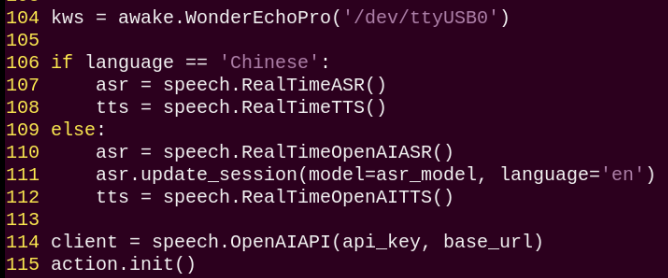 104 kws = awake.WonderEchoPro('/dev/ttyUSB0')
105
106 if language == 'Chinese':
107     asr = speech.RealTimeASR()
108     tts = speech.RealTimeTTS()
109 else:
110     asr = speech.RealTimeOpenAIASR()
111     asr.update_session(model=asr_model, language='en')
112     tts = speech.RealTimeOpenAITTS()
113
114 client = speech.OpenAIAPI(api_key, base_url)
115 action.init()